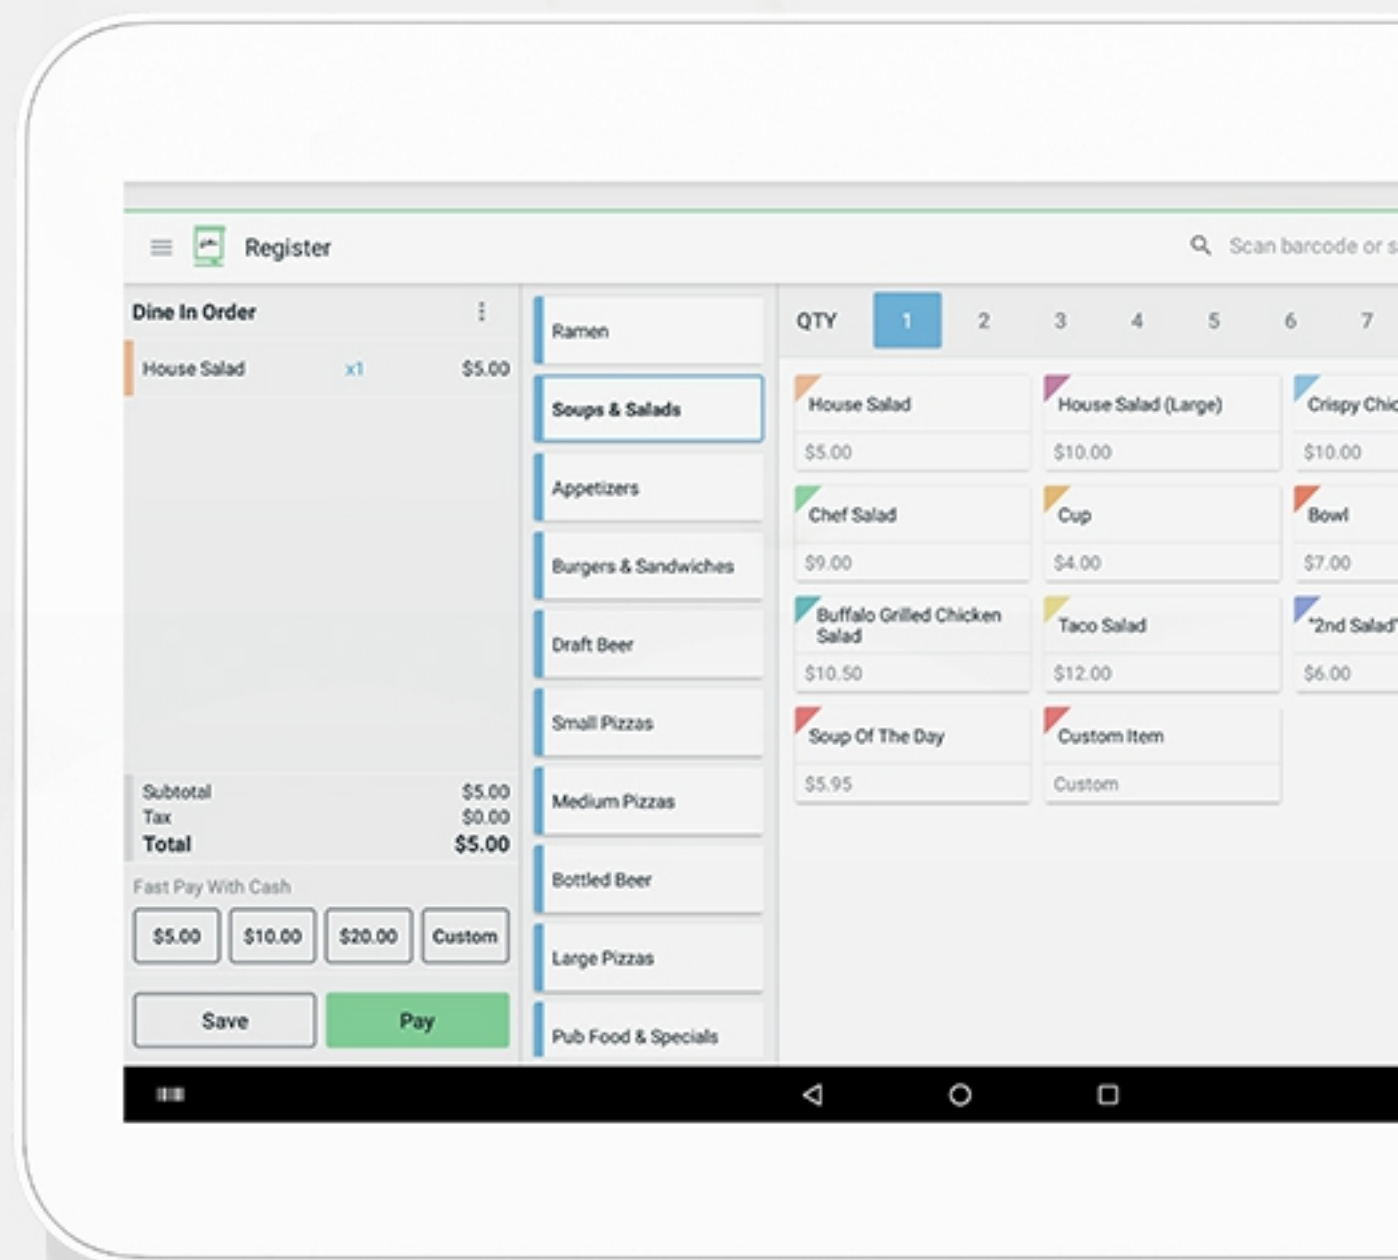 Register
Scan barcode or s
Dine In Order
House Salad x1 $5.00
Subtotal $5.00
Tax $0.00
Total $5.00
Fast Pay With Cash
$5.00 $10.00 $20.00 Custom
Save Pay
Ramen
Soups & Salads
Appetizers
Burgers & Sandwiches
Draft Beer
Small Pizzas
Medium Pizzas
Bottled Beer
Large Pizzas
Pub Food & Specials
QTY 1 2 3 4 5 6 7
House Salad
$5.00
House Salad (Large)
$10.00
Crispy Chic
$10.00
Chef Salad
$9.00
Cup
$4.00
Bowl
$7.00
Buffalo Grilled Chicken
Salad
$10.50
Taco Salad
$12.00
"2nd Salad"
$6.00
Soup Of The Day
$5.95
Custom Item
Custom